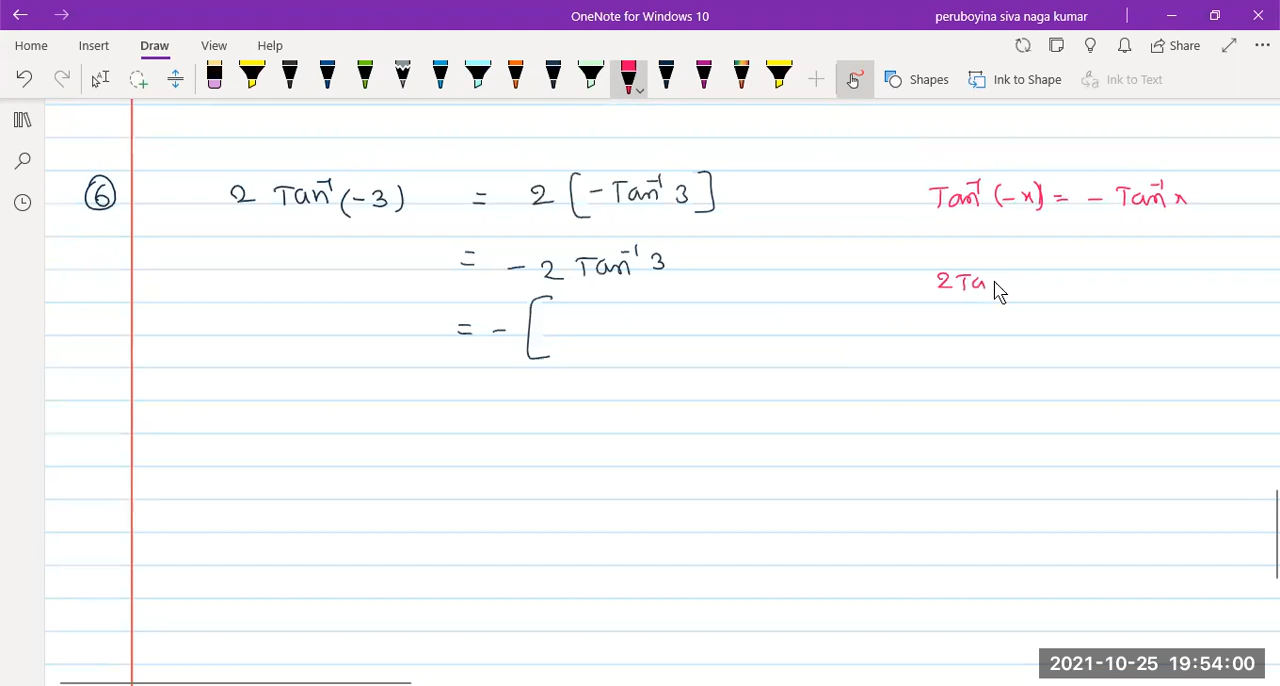 OneNote for Windows 10
peruboyina siva naga kumar
Home Insert Draw View Help
Share
Shapes Ink to Shape Ink to Text
⑥ 2 Tan⁻¹(-3) = 2 [- Tan⁻¹ 3]
Tan⁻¹(-x) = - Tan⁻¹ x
= - 2 Tan⁻¹ 3
2 Ta
= - [
2021-10-25 19:54:00